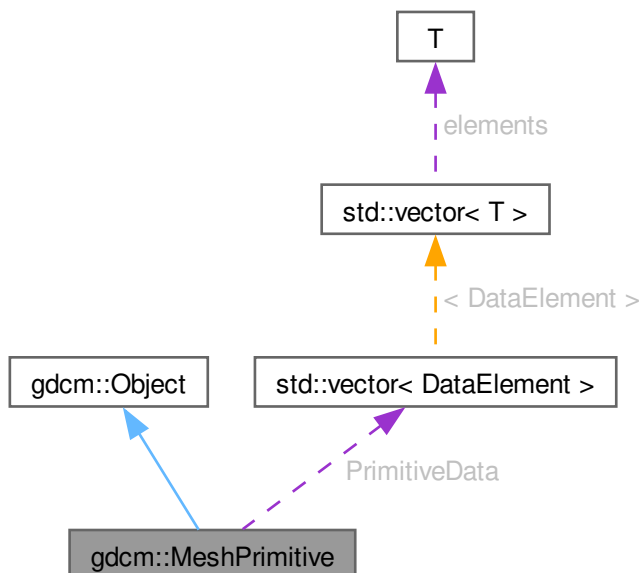 T
elements
std::vector< T >
< DataElement >
gdcm::Object
std::vector< DataElement >
PrimitiveData
gdcm::MeshPrimitive